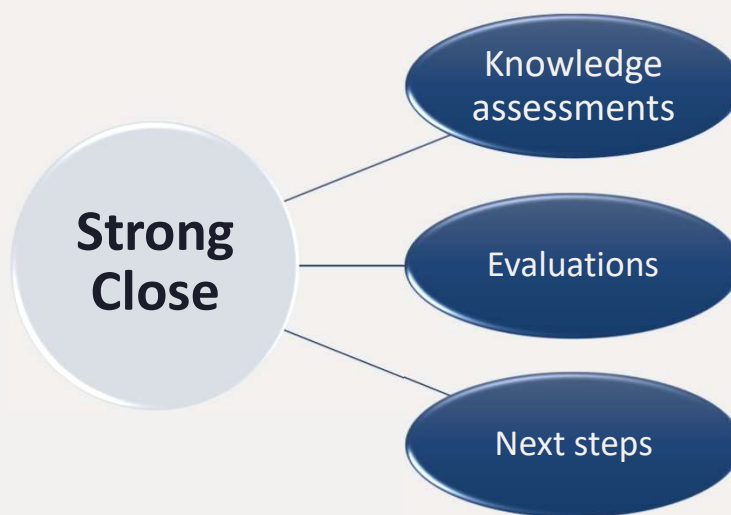 Strong
Close
Knowledge
assessments
Evaluations
Next steps